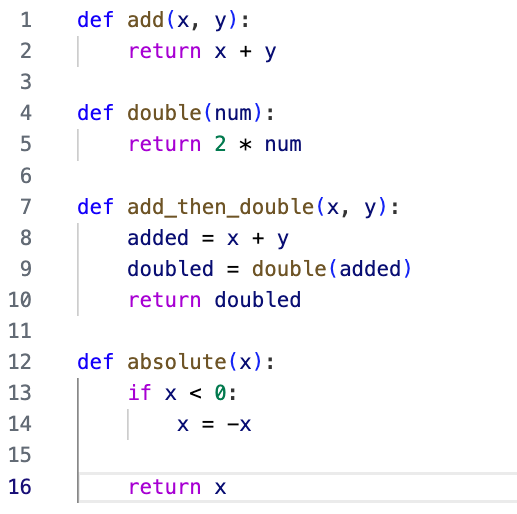 1 def add(x, y):
2     return x + y
3
4 def double(num):
5     return 2 * num
6
7 def add_then_double(x, y):
8     added = x + y
9     doubled = double(added)
10     return doubled
11
12 def absolute(x):
13     if x < 0:
14         x = -x
15
16     return x